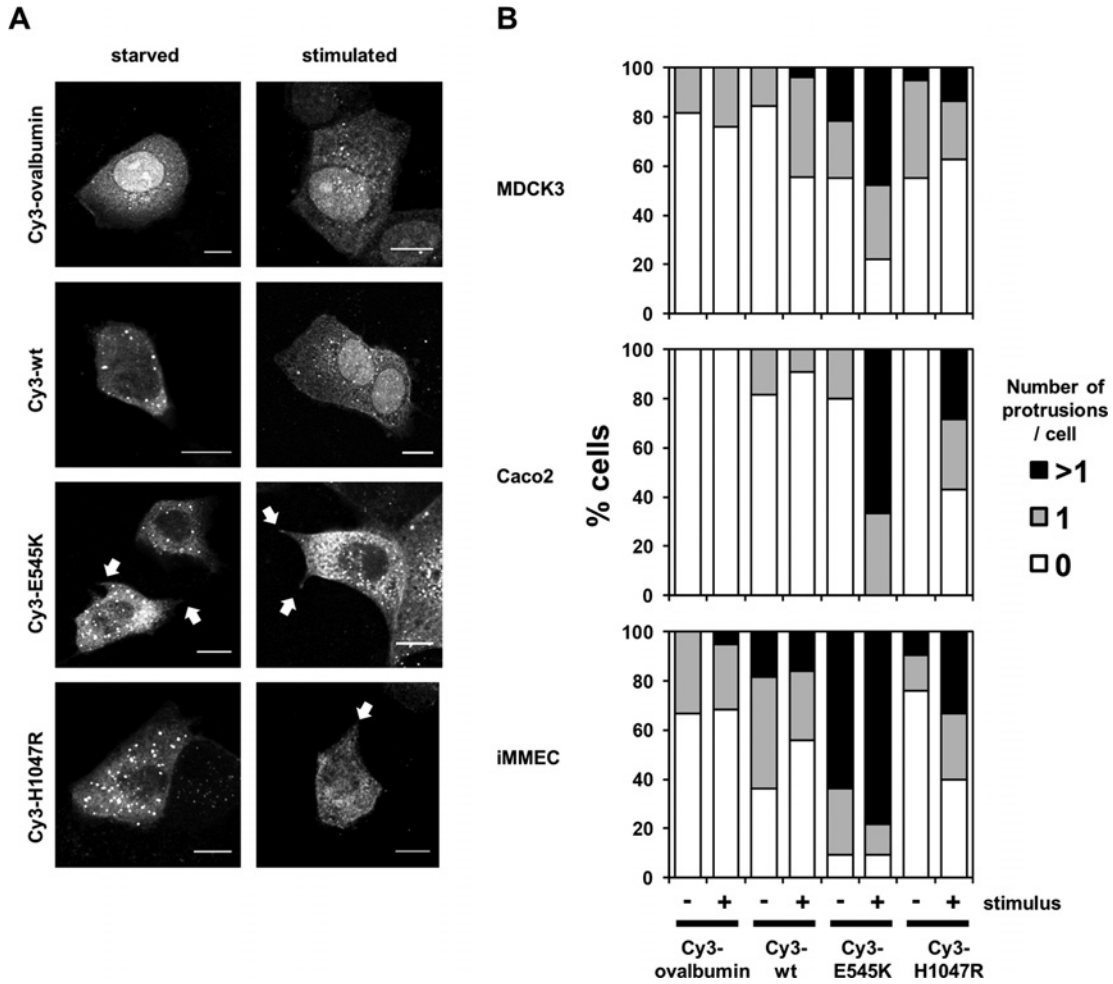 A
starved
stimulated
Cy3-ovalbumin
Cy3-wt
Cy3-E545K
Cy3-H1047R
B
MDCK3
100
80
60
40
20
0
Caco2
% cells
100
80
60
40
20
0
iMMEC
100
80
60
40
20
0
- + - + - + - + stimulus
Cy3-
ovalbumin
Cy3-
wt
Cy3-
E545K
Cy3-
H1047R
Number of
protrusions
/ cell
>1
1
0